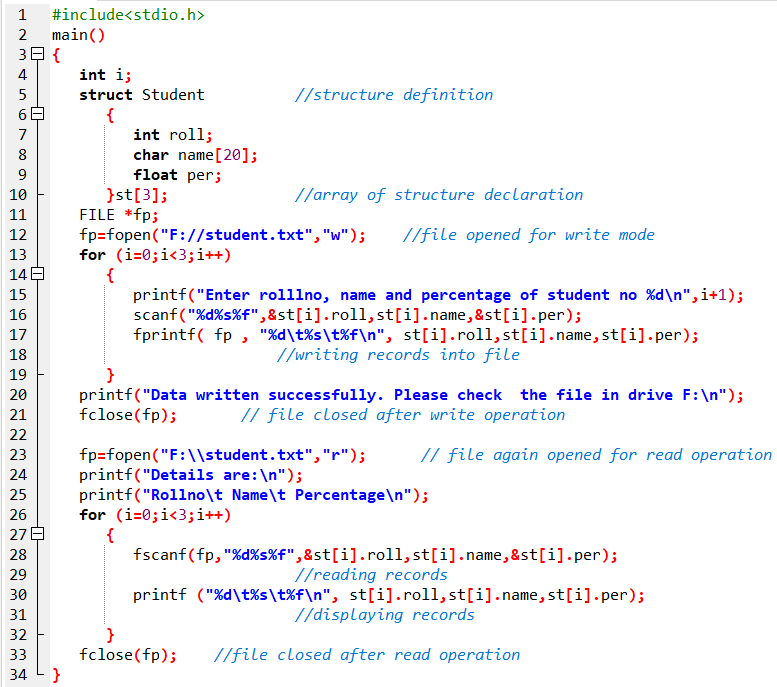 1 #include<stdio.h>
2 main()
3 {
4 int i;
5 struct Student //structure definition
6 {
7 int roll;
8 char name[20];
9 float per;
10 }st[3]; //array of structure declaration
11 FILE *fp;
12 fp=fopen("F://student.txt","w"); //file opened for write mode
13 for (i=0;i<3;i++)
14 {
15 printf("Enter rolllno, name and percentage of student no %d\n",i+1);
16 scanf("%d%s%f",&st[i].roll,st[i].name,&st[i].per);
17 fprintf( fp , "%d\t%s\t%f\n", st[i].roll,st[i].name,st[i].per);
18 //writing records into file
19 }
20 printf("Data written successfully. Please check  the file in drive F:\n");
21 fclose(fp); // file closed after write operation
22
23 fp=fopen("F:\\student.txt","r"); // file again opened for read operation
24 printf("Details are:\n");
25 printf("Rollno\t Name\t Percentage\n");
26 for (i=0;i<3;i++)
27 {
28 fscanf(fp,"%d%s%f",&st[i].roll,st[i].name,&st[i].per);
29 //reading records
30 printf ("%d\t%s\t%f\n", st[i].roll,st[i].name,st[i].per);
31 //displaying records
32 }
33 fclose(fp); //file closed after read operation
34 }